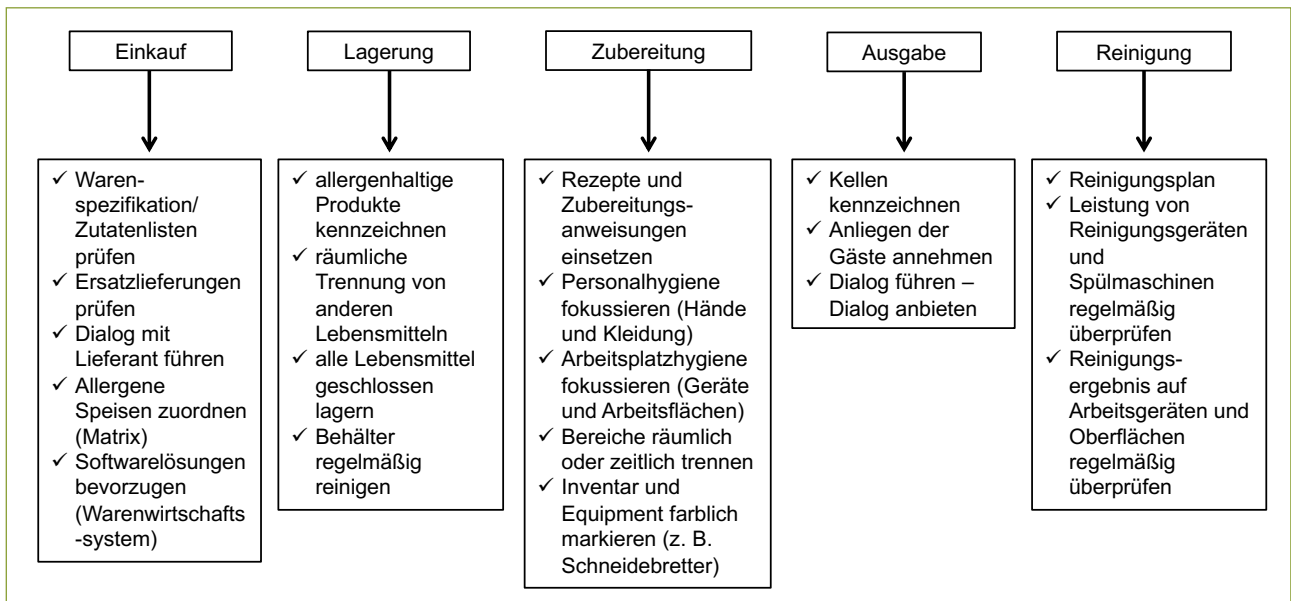 Einkauf
✓ Waren-
spezifikation/
Zutatenlisten
prüfen
✓ Ersatzlieferungen
prüfen
✓ Dialog mit
Lieferant führen
✓ Allergene
Speisen zuordnen
(Matrix)
✓ Softwarelösungen
bevorzugen
(Warenwirtschafts
-system)
Lagerung
✓ allergenhaltige
Produkte
kennzeichnen
✓ räumliche
Trennung von
anderen
Lebensmitteln
✓ alle Lebensmittel
geschlossen
lagern
✓ Behälter
regelmäßig
reinigen
Zubereitung
✓ Rezepte und
Zubereitungs-
anweisungen
einsetzen
✓ Personalhygiene
fokussieren (Hände
und Kleidung)
✓ Arbeitsplatzhygiene
fokussieren (Geräte
und Arbeitsflächen)
✓ Bereiche räumlich
oder zeitlich trennen
✓ Inventar und
Equipment farblich
markieren (z. B.
Schneidebretter)
Ausgabe
✓ Kellen
kennzeichnen
✓ Anliegen der
Gäste annehmen
✓ Dialog führen –
Dialog anbieten
Reinigung
✓ Reinigungsplan
✓ Leistung von
Reinigungsgeräten
und
Spülmaschinen
regelmäßig
überprüfen
✓ Reinigungs-
ergebnis auf
Arbeitsgeräten und
Oberflächen
regelmäßig
überprüfen